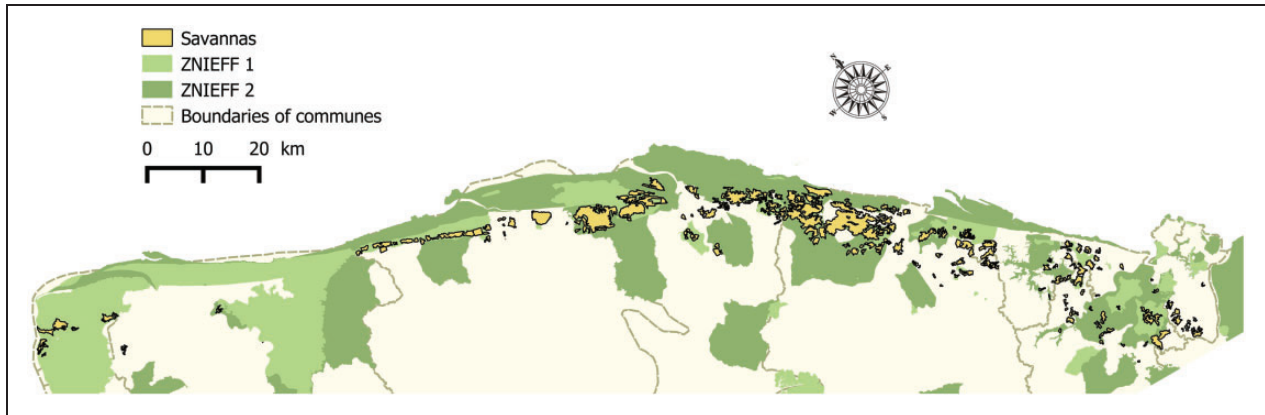 Savannas
ZNIEFF 1
ZNIEFF 2
Boundaries of communes
0 10 20 km
N
E
W
S